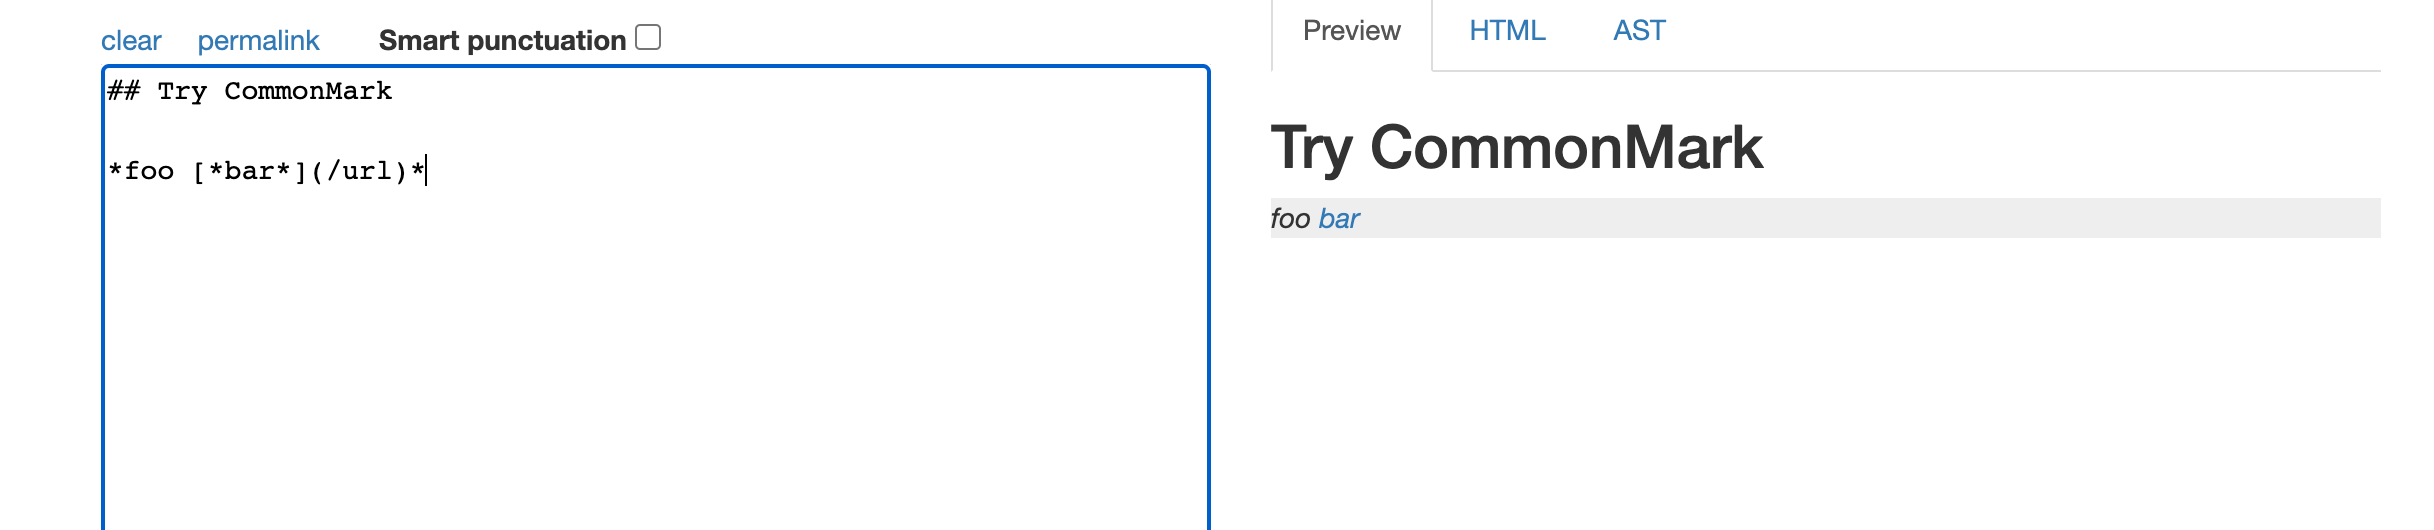 clear permalink Smart punctuation
## Try CommonMark
*foo [*bar*](/url)*
Preview HTML AST
Try CommonMark
foo bar